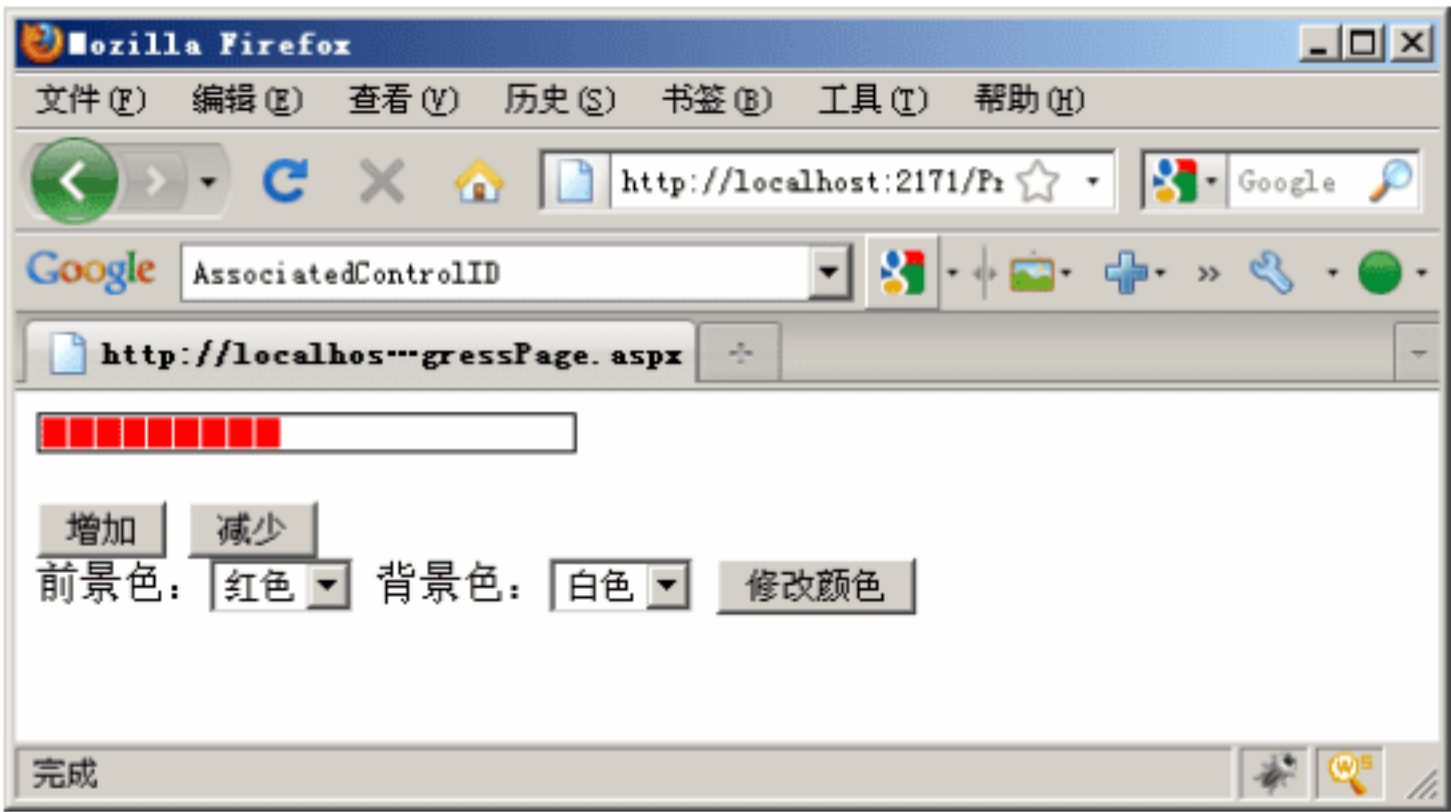 Mozilla Firefox
文件(F) 编辑(E) 查看(V) 历史(S) 书签(B) 工具(T) 帮助(H)
http://localhost:2171/Pr Google
Google AssociatedControlID
http://localhos…gressPage.aspx
增加 减少
前景色： 红色 背景色： 白色 修改颜色
完成